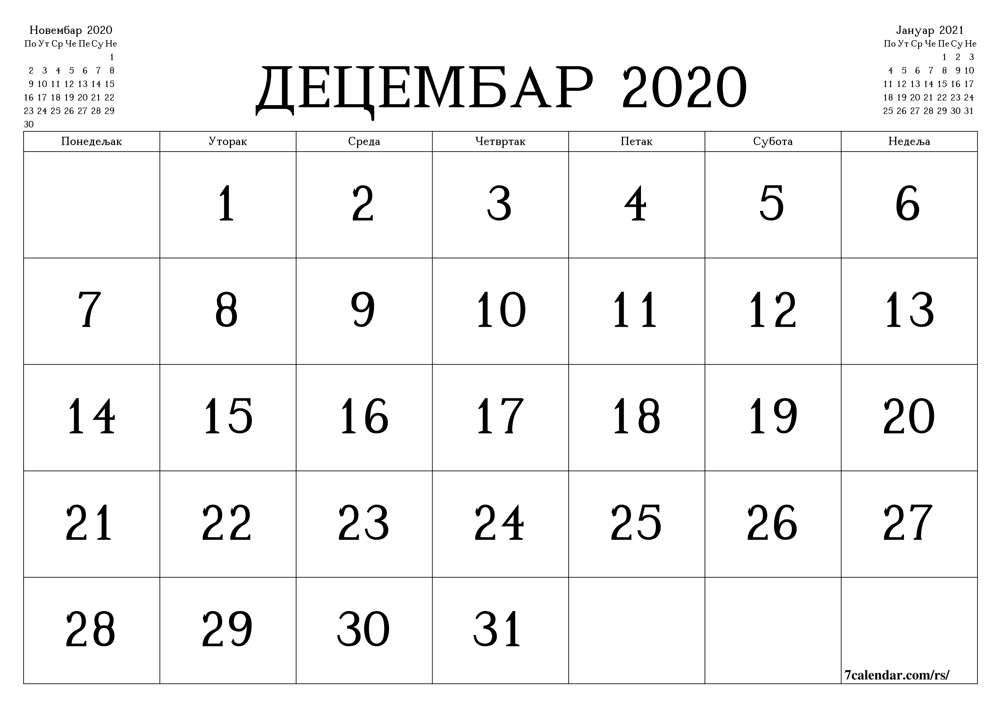 Новембар 2020
По Ут Ср Че Пе Су Не
1
2 3 4 5 6 7 8
9 10 11 12 13 14 15
16 17 18 19 20 21 22
23 24 25 26 27 28 29
30
ДЕЦЕМБАР 2020
Јануар 2021
По Ут Ср Че Пе Су Не
1 2 3
4 5 6 7 8 9 10
11 12 13 14 15 16 17
18 19 20 21 22 23 24
25 26 27 28 29 30 31
Понедељак Уторак Среда Четвртак Петак Субота Недеља
1 2 3 4 5 6
7 8 9 10 11 12 13
14 15 16 17 18 19 20
21 22 23 24 25 26 27
28 29 30 31
7calendar.com/rs/